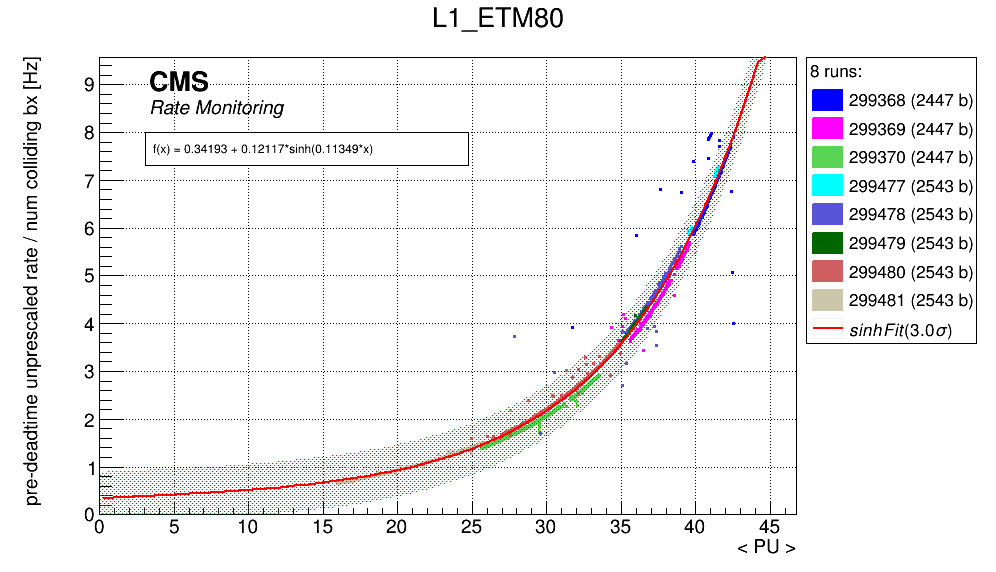 L1_ETM80
pre-deadtime unprescaled rate / num colliding bx [Hz]
CMS
Rate Monitoring
f(x) = 0.34193 + 0.12117*sinh(0.11349*x)
9
8
7
6
5
4
3
2
1
0
0 5 10 15 20 25 30 35 40 45
< PU >
8 runs:
299368 (2447 b)
299369 (2447 b)
299370 (2447 b)
299477 (2543 b)
299478 (2543 b)
299479 (2543 b)
299480 (2543 b)
299481 (2543 b)
sinhFit(3.0σ)